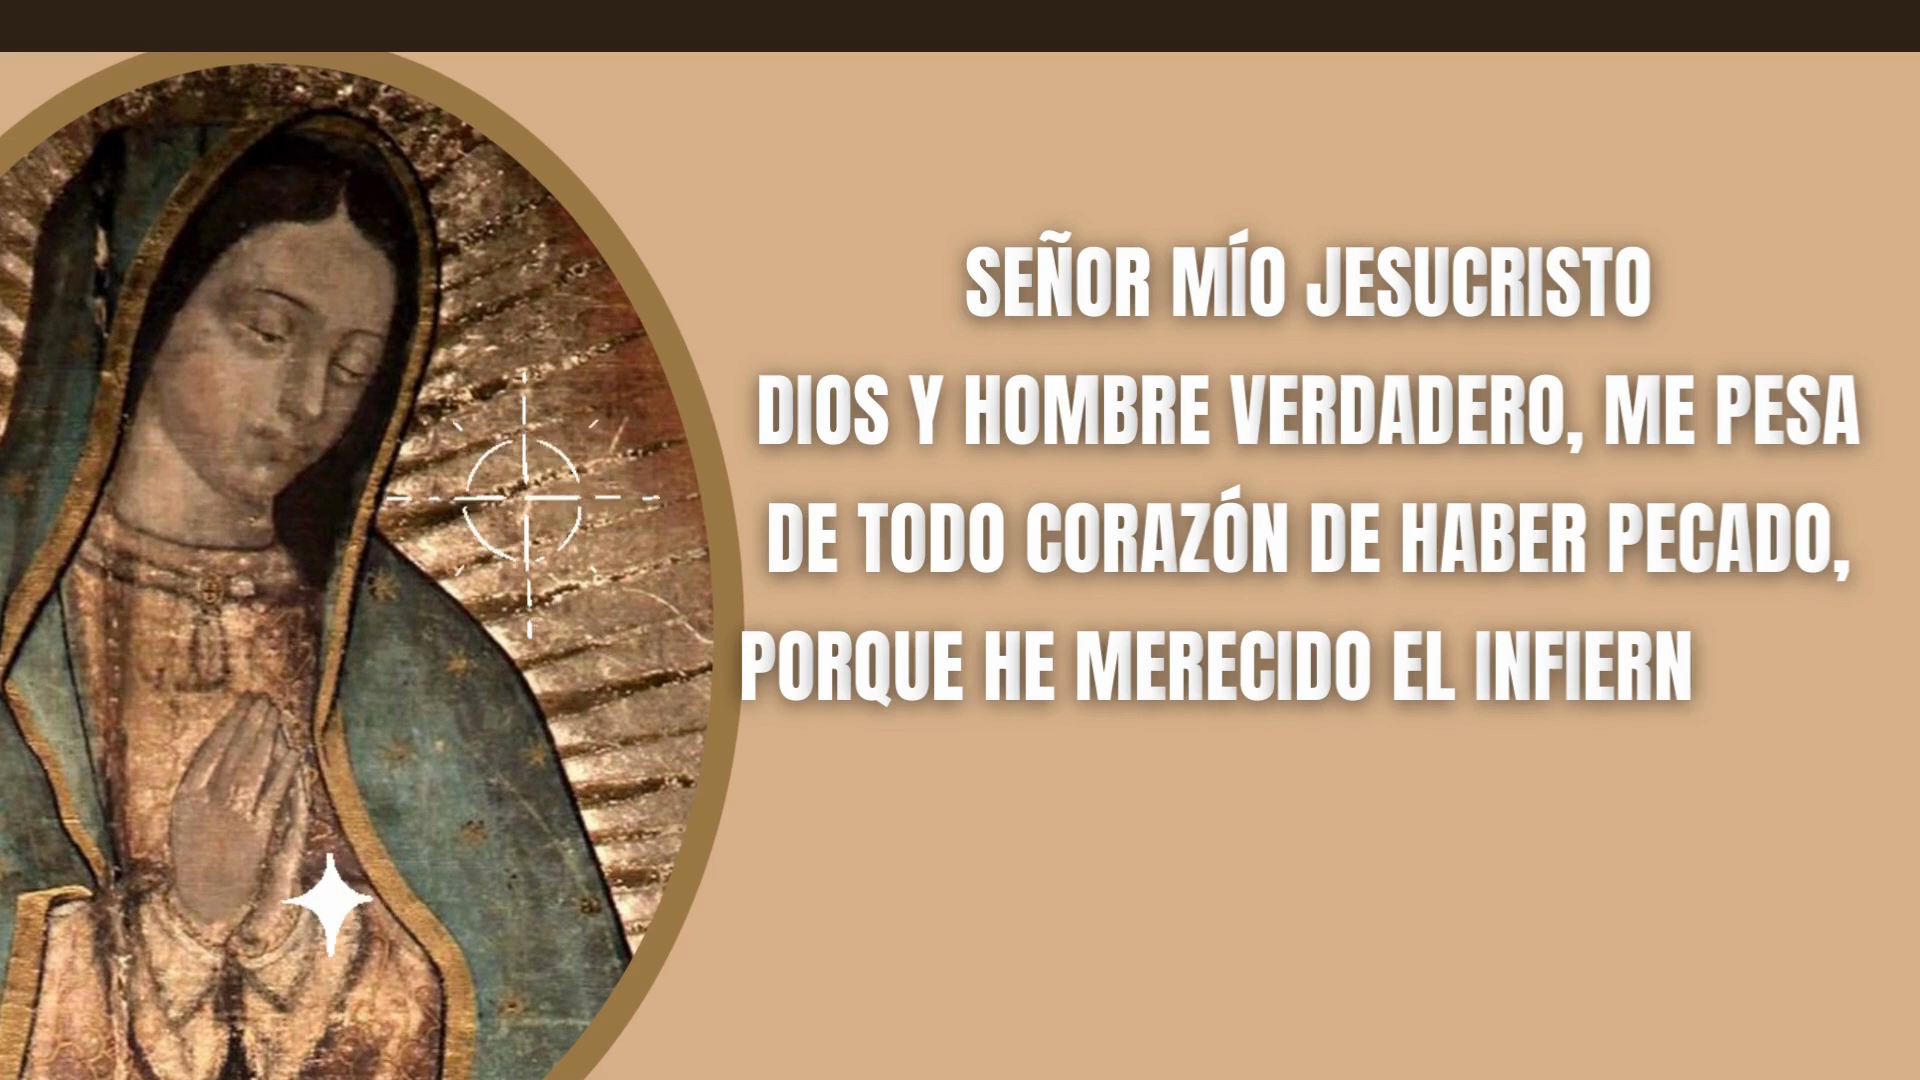 SEÑOR MÍO JESUCRISTO
DIOS Y HOMBRE VERDADERO, ME PESA
DE TODO CORAZÓN DE HABER PECADO,
PORQUE HE MERECIDO EL INFIERN